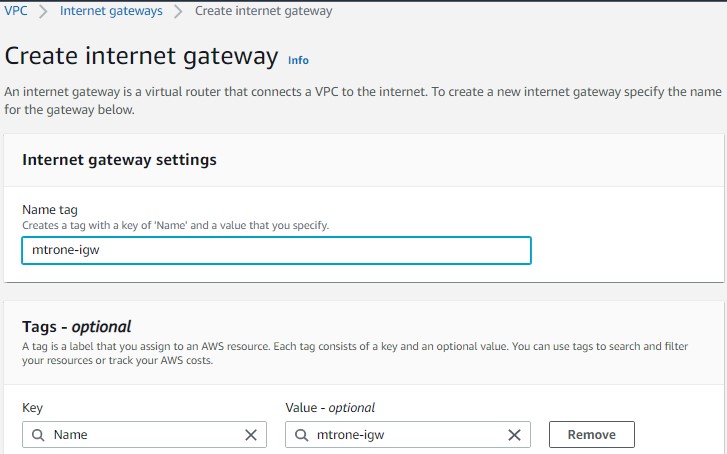 VPC > Internet gateways > Create internet gateway
Create internet gateway Info
An internet gateway is a virtual router that connects a VPC to the internet. To create a new internet gateway specify the name
for the gateway below.
Internet gateway settings
Name tag
Creates a tag with a key of 'Name' and a value that you specify.
mtrone-igw
Tags - optional
A tag is a label that you assign to an AWS resource. Each tag consists of a key and an optional value. You can use tags to search and filter
your resources or track your AWS costs.
Key Value - optional
Name mtrone-igw Remove